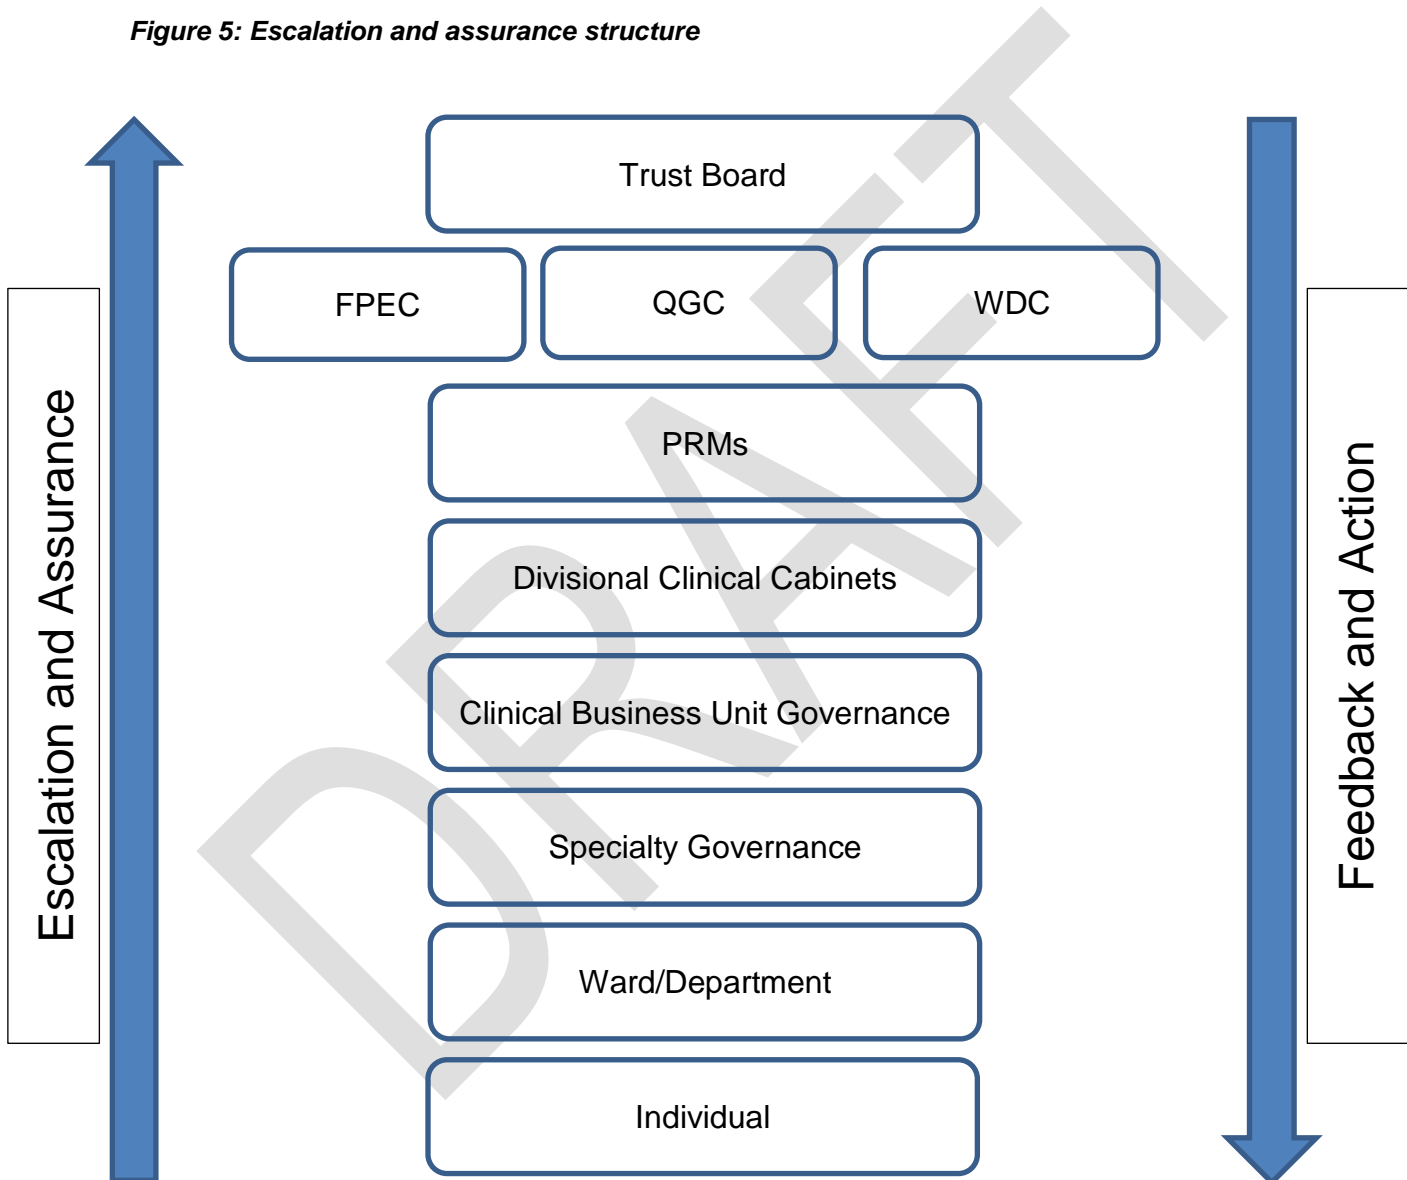 Figure 5: Escalation and assurance structure
Trust Board
FPEC
QGC
WDC
PRMs
Divisional Clinical Cabinets
Clinical Business Unit Governance
Specialty Governance
Ward/Department
Individual
Escalation and Assurance
Feedback and Action
DRAFT